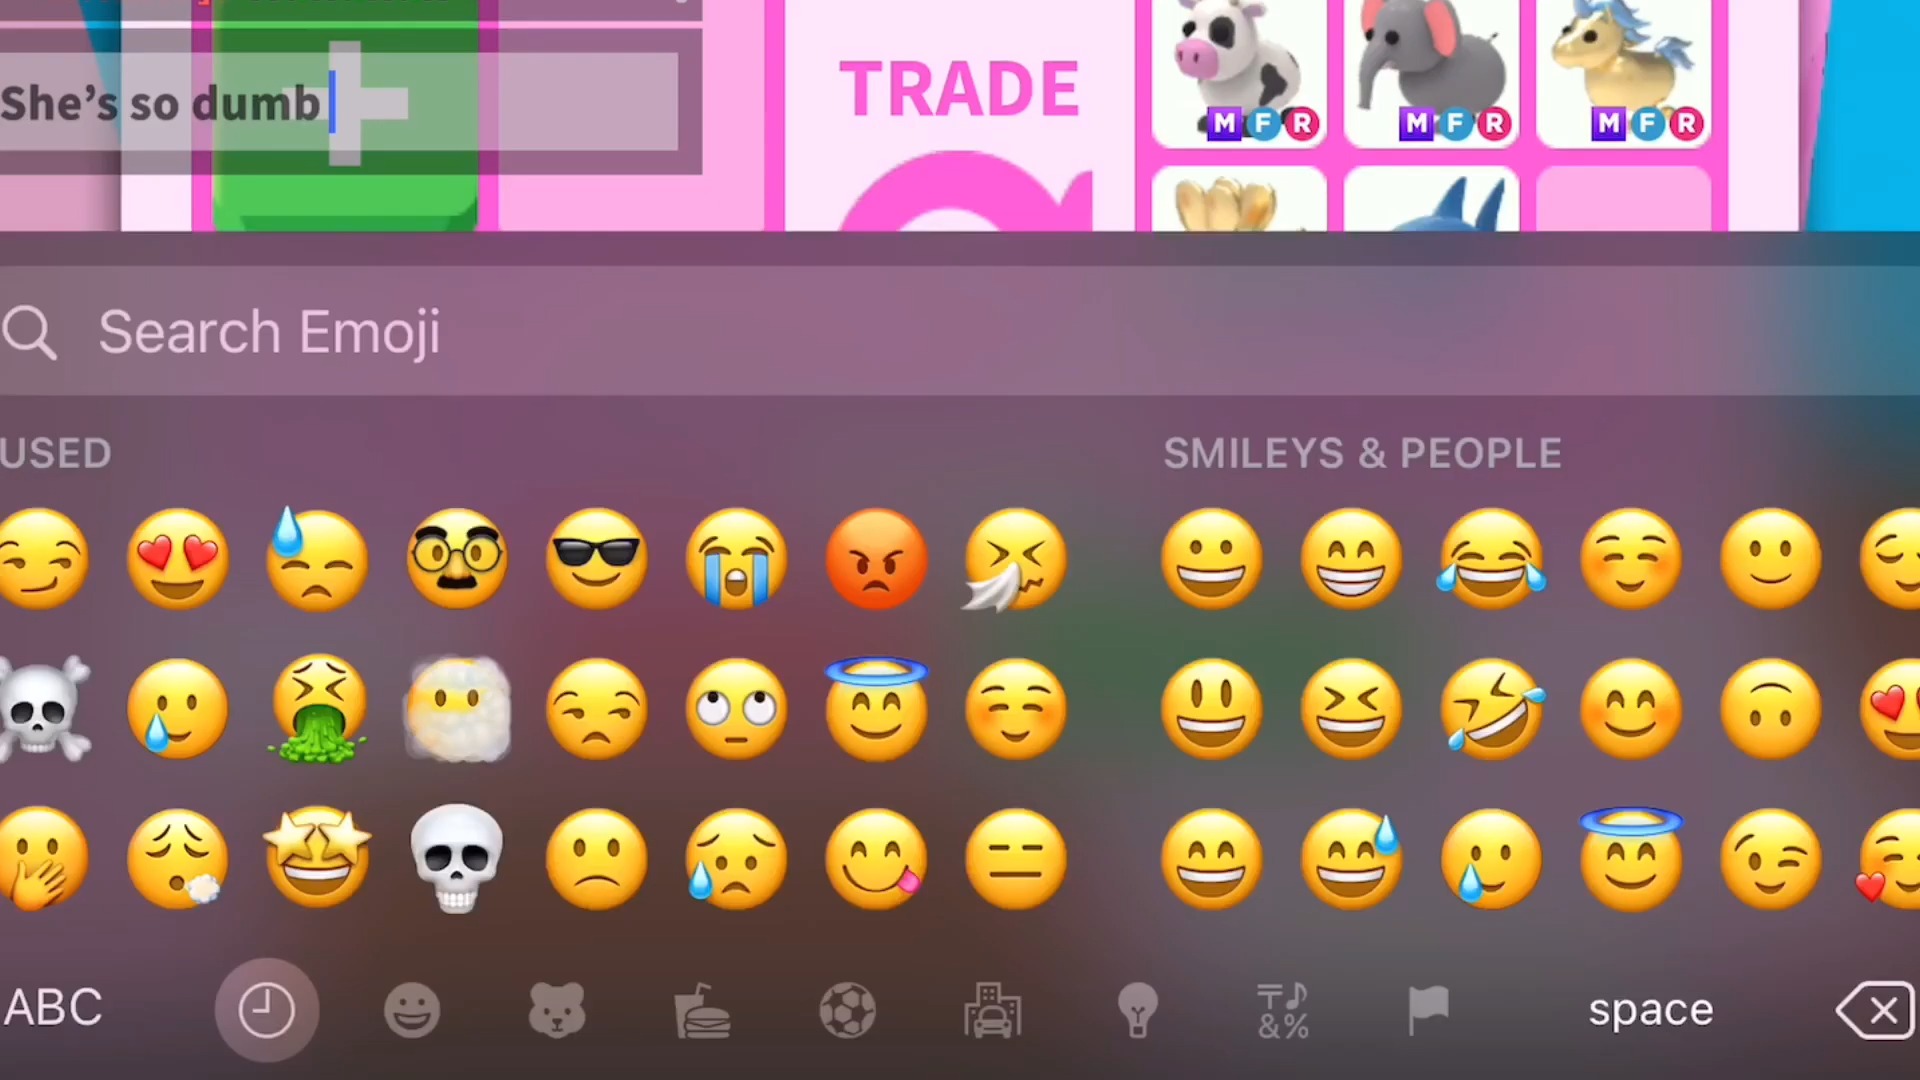 She's so dumb
TRADE
M F R
M F R
M F R
Search Emoji
USED
SMILEYS & PEOPLE
ABC
&%
space